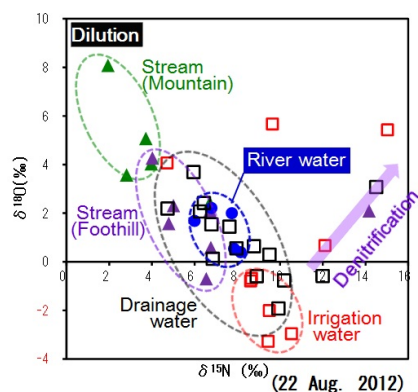 Dilution
Stream
(Mountain)
River water
Stream
(Foothill)
Drainage
water
Irrigation
water
Denitrification
10
8
6
4
2
0
-2
-4
0 2 4 6 8 10 12 14 16
δ¹⁸O(‰)
δ¹⁵N (‰)
(22 Aug. 2012)